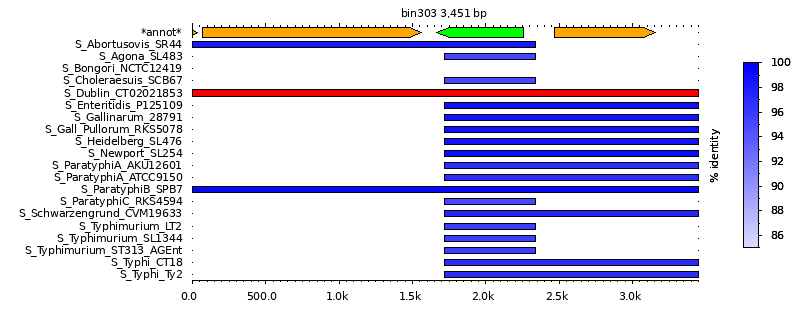 bin303 3,451 bp
*annot*
S_Abortusovis_SR44
S_Agona_SL483
S_Bongori_NCTC12419
S_Choleraesuis_SCB67
S_Dublin_CT02021853
S_Enteritidis_P125109
S_Gallinarum_28791
S_Gall_Pullorum_RKS5078
S_Heidelberg_SL476
S_Newport_SL254
S_ParatyphiA_AKU12601
S_ParatyphiA_ATCC9150
S_ParatyphiB_SPB7
S_ParatyphiC_RKS4594
S_Schwarzengrund_CVM19633
S_Typhimurium_LT2
S_Typhimurium_SL1344
S_Typhimurium_ST313_AGEnt
S_Typhi_CT18
S_Typhi_Ty2
0.0 500.0 1.0k 1.5k 2.0k 2.5k 3.0k
% identity
100
98
96
94
92
90
88
86